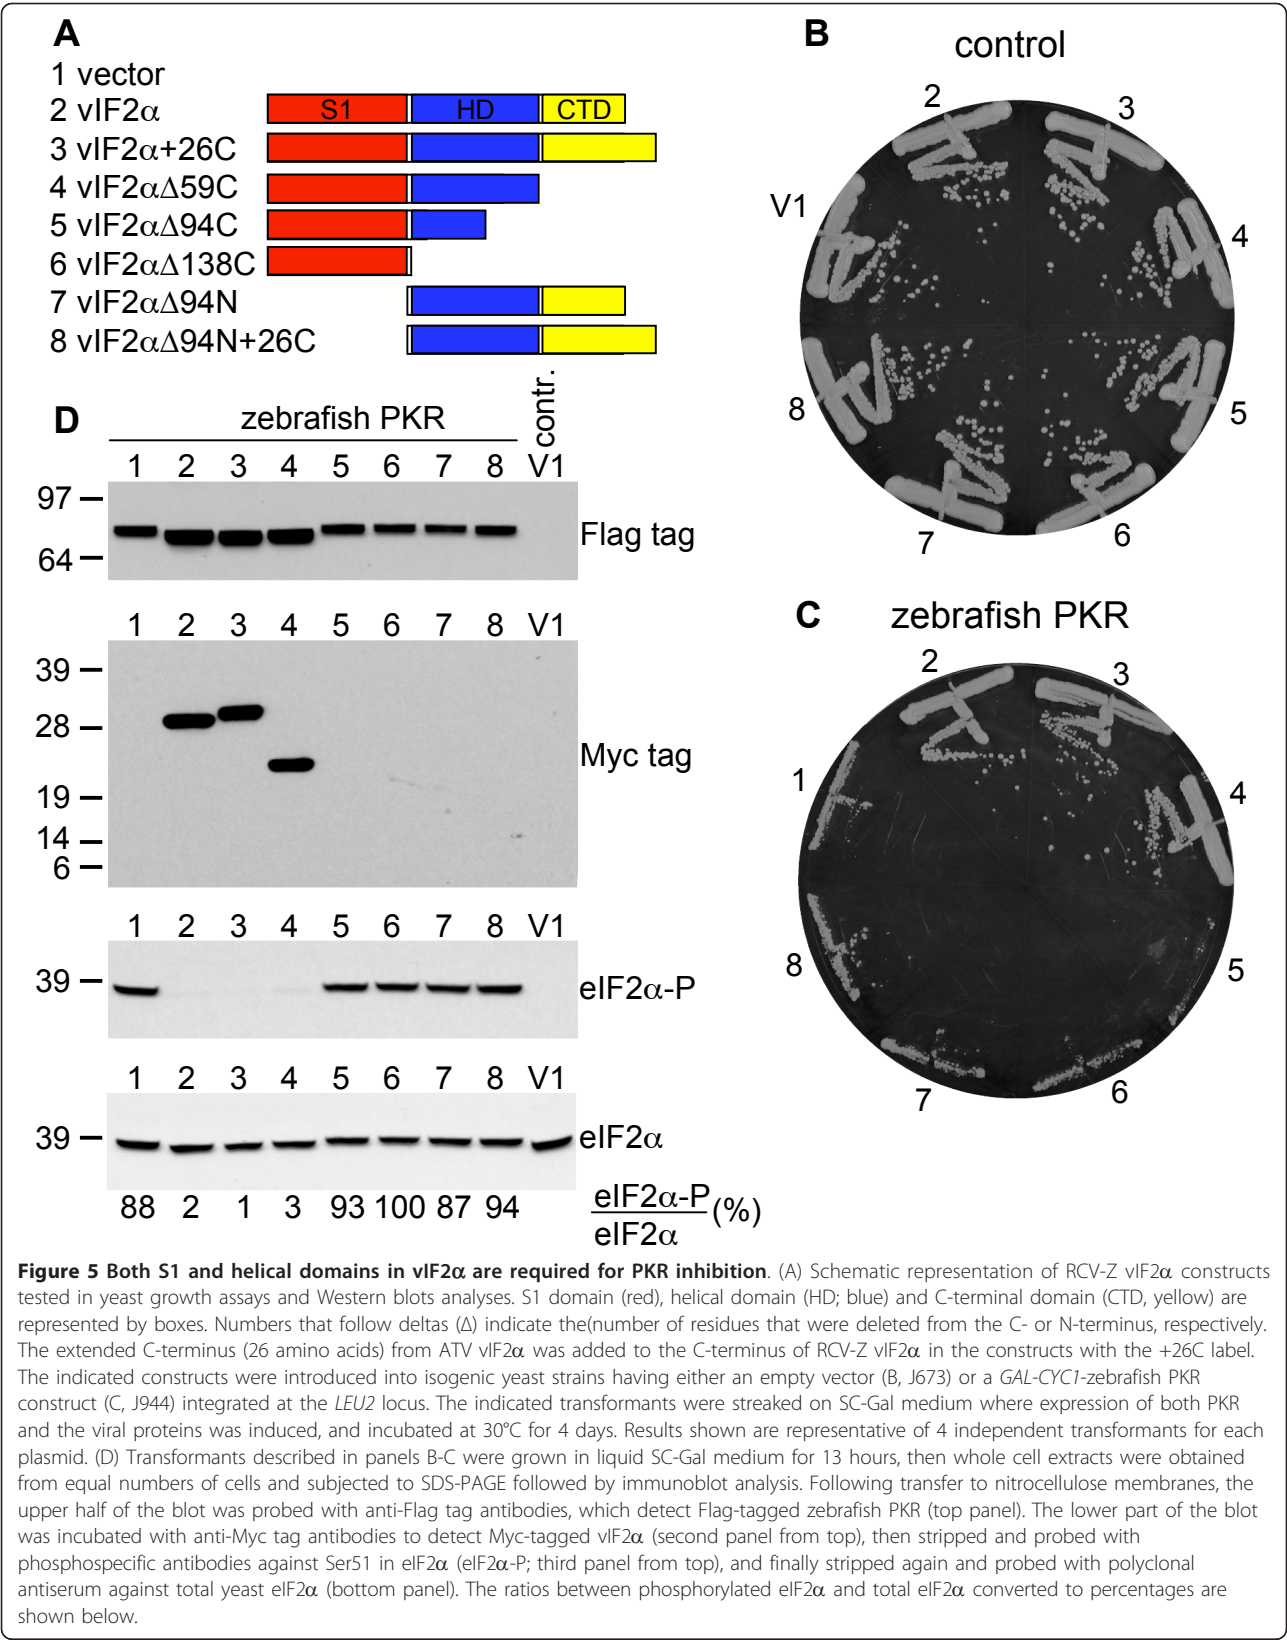 A
1 vector
2 vIF2α
S1 HD CTD
3 vIF2α+26C
4 vIF2αΔ59C
5 vIF2αΔ94C
6 vIF2αΔ138C
7 vIF2αΔ94N
8 vIF2αΔ94N+26C
B
control
2
3
V1
4
8
5
7
6
C
zebrafish PKR
2
3
1
4
8
5
7
6
D
zebrafish PKR
contr.
1 2 3 4 5 6 7 8 V1
97
64
Flag tag
1 2 3 4 5 6 7 8 V1
39
28
19
14
6
Myc tag
1 2 3 4 5 6 7 8 V1
39
eIF2α-P
1 2 3 4 5 6 7 8 V1
39
eIF2α
88 2 1 3 93 100 87 94
eIF2α-P
(%)
eIF2α
Figure 5 Both S1 and helical domains in vIF2α are required for PKR inhibition. (A) Schematic representation of RCV-Z vIF2α constructs
tested in yeast growth assays and Western blots analyses. S1 domain (red), helical domain (HD; blue) and C-terminal domain (CTD, yellow) are
represented by boxes. Numbers that follow deltas (Δ) indicate the(number of residues that were deleted from the C- or N-terminus, respectively.
The extended C-terminus (26 amino acids) from ATV vIF2α was added to the C-terminus of RCV-Z vIF2α in the constructs with the +26C label.
The indicated constructs were introduced into isogenic yeast strains having either an empty vector (B, J673) or a GAL-CYC1-zebrafish PKR
construct (C, J944) integrated at the LEU2 locus. The indicated transformants were streaked on SC-Gal medium where expression of both PKR
and the viral proteins was induced, and incubated at 30°C for 4 days. Results shown are representative of 4 independent transformants for each
plasmid. (D) Transformants described in panels B-C were grown in liquid SC-Gal medium for 13 hours, then whole cell extracts were obtained
from equal numbers of cells and subjected to SDS-PAGE followed by immunoblot analysis. Following transfer to nitrocellulose membranes, the
upper half of the blot was probed with anti-Flag tag antibodies, which detect Flag-tagged zebrafish PKR (top panel). The lower part of the blot
was incubated with anti-Myc tag antibodies to detect Myc-tagged vIF2α (second panel from top), then stripped and probed with
phosphospecific antibodies against Ser51 in eIF2α (eIF2α-P; third panel from top), and finally stripped again and probed with polyclonal
antiserum against total yeast eIF2α (bottom panel). The ratios between phosphorylated eIF2α and total eIF2α converted to percentages are
shown below.